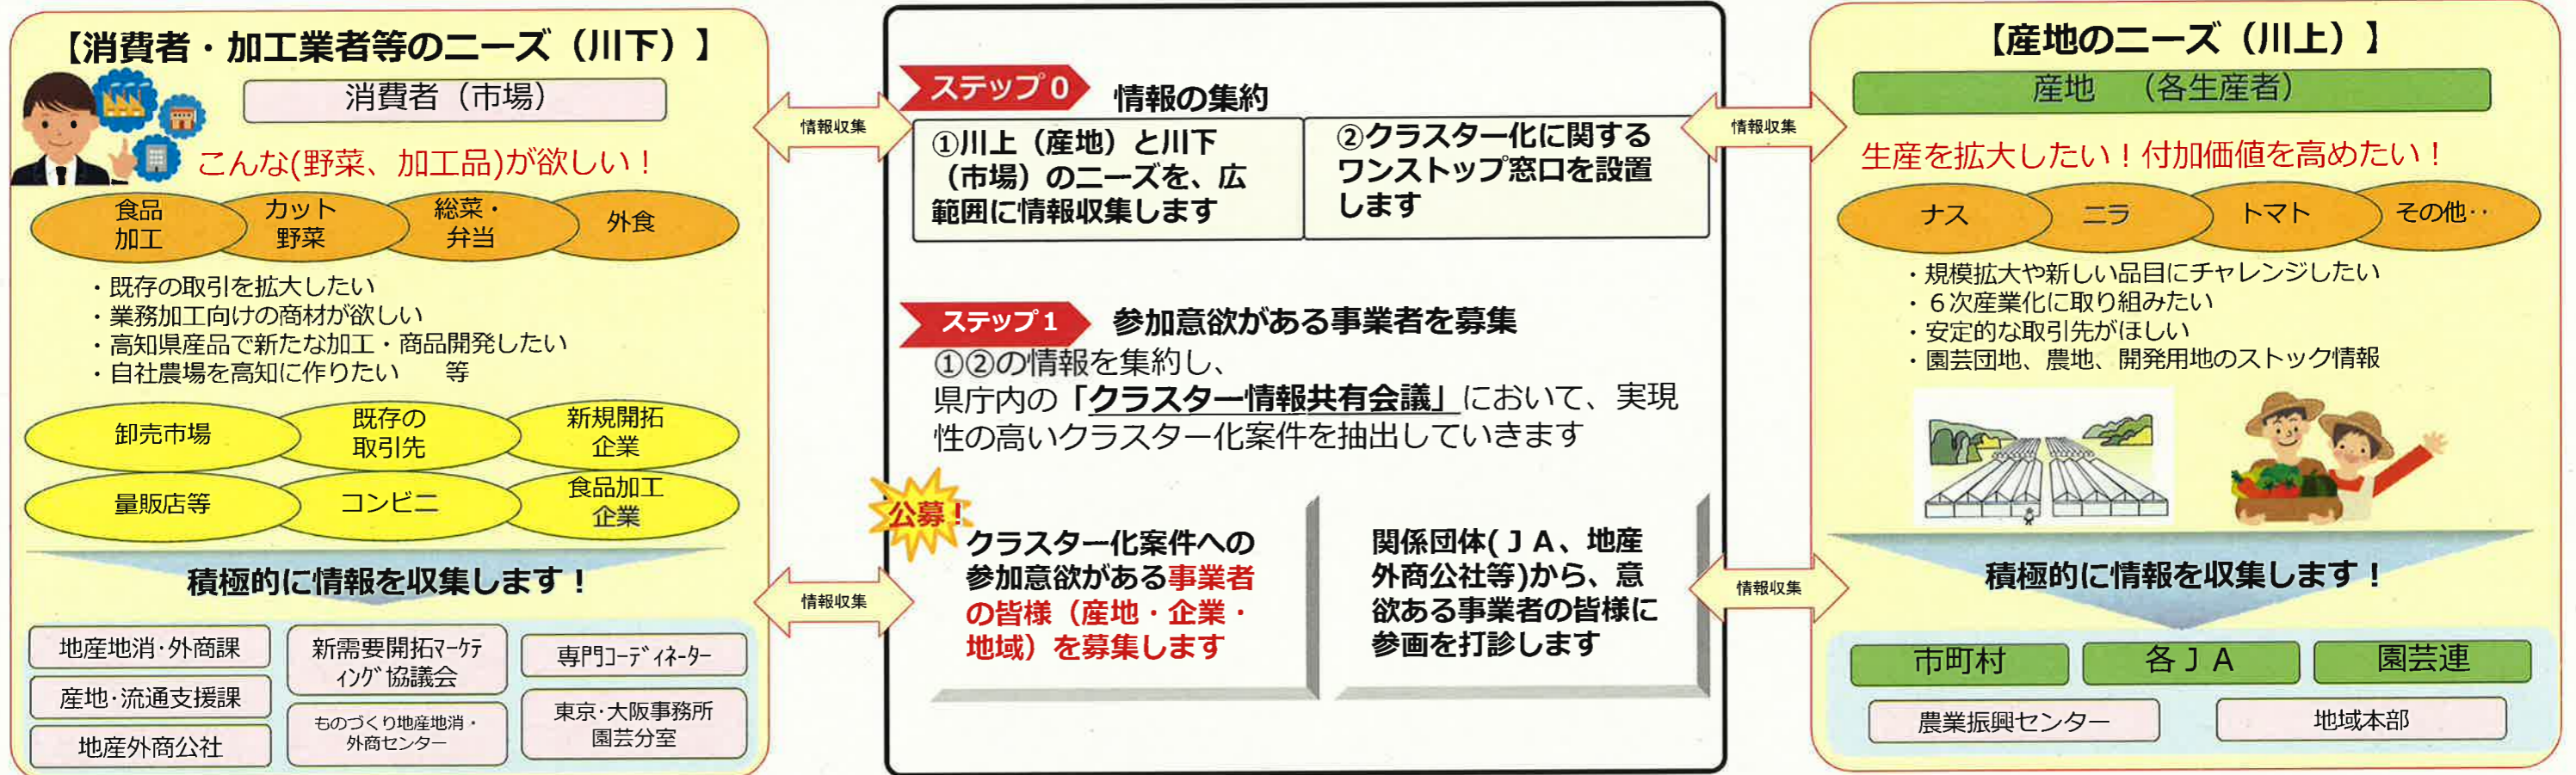 【消費者・加工業者等のニーズ（川下）】
消費者（市場）
こんな(野菜、加工品)が欲しい！
食品
加工
カット
野菜
総菜・
弁当
外食
・既存の取引を拡大したい
・業務加工向けの商材が欲しい
・高知県産品で新たな加工・商品開発したい
・自社農場を高知に作りたい　等
卸売市場
既存の
取引先
新規開拓
企業
量販店等
コンビニ
食品加工
企業
積極的に情報を収集します！
地産地消・外商課
産地・流通支援課
地産外商公社
新需要開拓ﾏｰｹﾃ
ｨﾝｸﾞ協議会
ものづくり地産地消・
外商センター
専門ｺｰﾃﾞｨﾈｰﾀｰ
東京・大阪事務所
園芸分室
情報収集
情報収集
ステップ０
情報の集約
①川上（産地）と川下
（市場）のニーズを、広
範囲に情報収集します
②クラスター化に関する
ワンストップ窓口を設置
します
ステップ１
参加意欲がある事業者を募集
①②の情報を集約し、
県庁内の「クラスター情報共有会議」において、実現
性の高いクラスター化案件を抽出していきます
公募！
クラスター化案件への
参加意欲がある事業者
の皆様（産地・企業・
地域）を募集します
関係団体(ＪＡ、地産
外商公社等)から、意
欲ある事業者の皆様に
参画を打診します
情報収集
情報収集
【産地のニーズ（川上）】
産地　（各生産者）
生産を拡大したい！付加価値を高めたい！
ナス
ニラ
トマト
その他‥
・規模拡大や新しい品目にチャレンジしたい
・６次産業化に取り組みたい
・安定的な取引先がほしい
・園芸団地、農地、開発用地のストック情報
積極的に情報を収集します！
市町村
各ＪＡ
園芸連
農業振興センター
地域本部